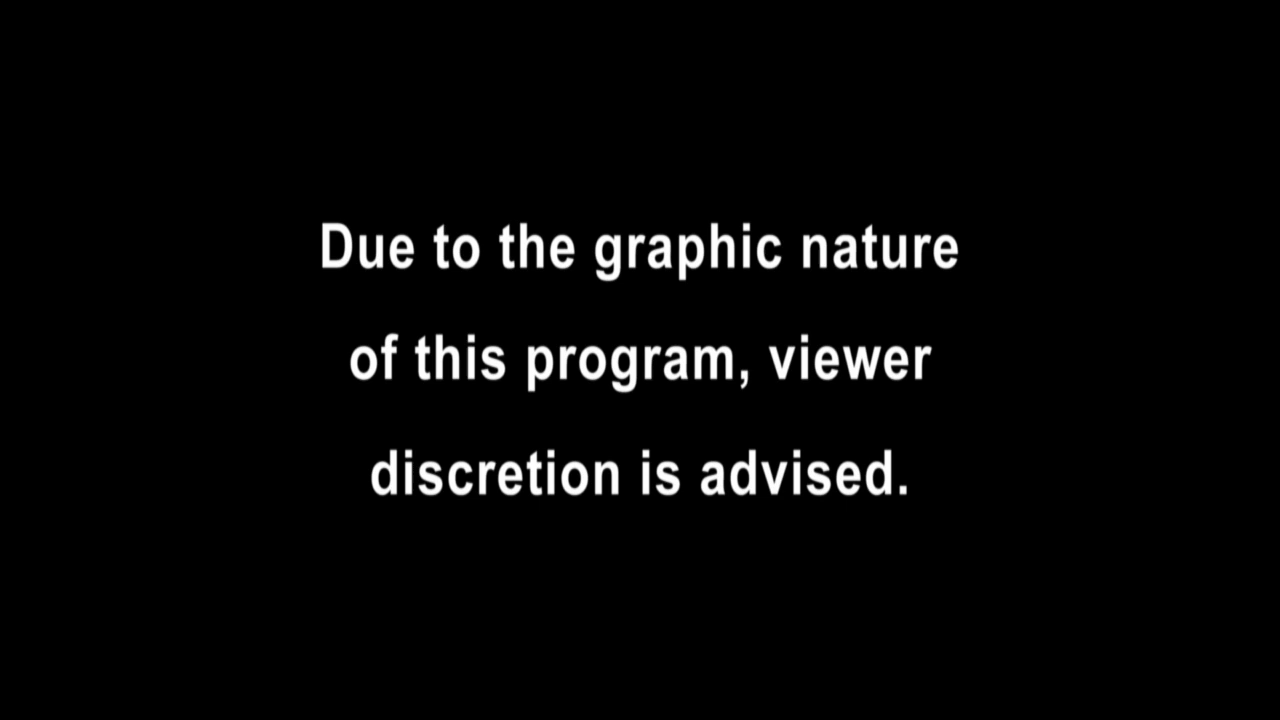 Due to the graphic nature
of this program, viewer
discretion is advised.